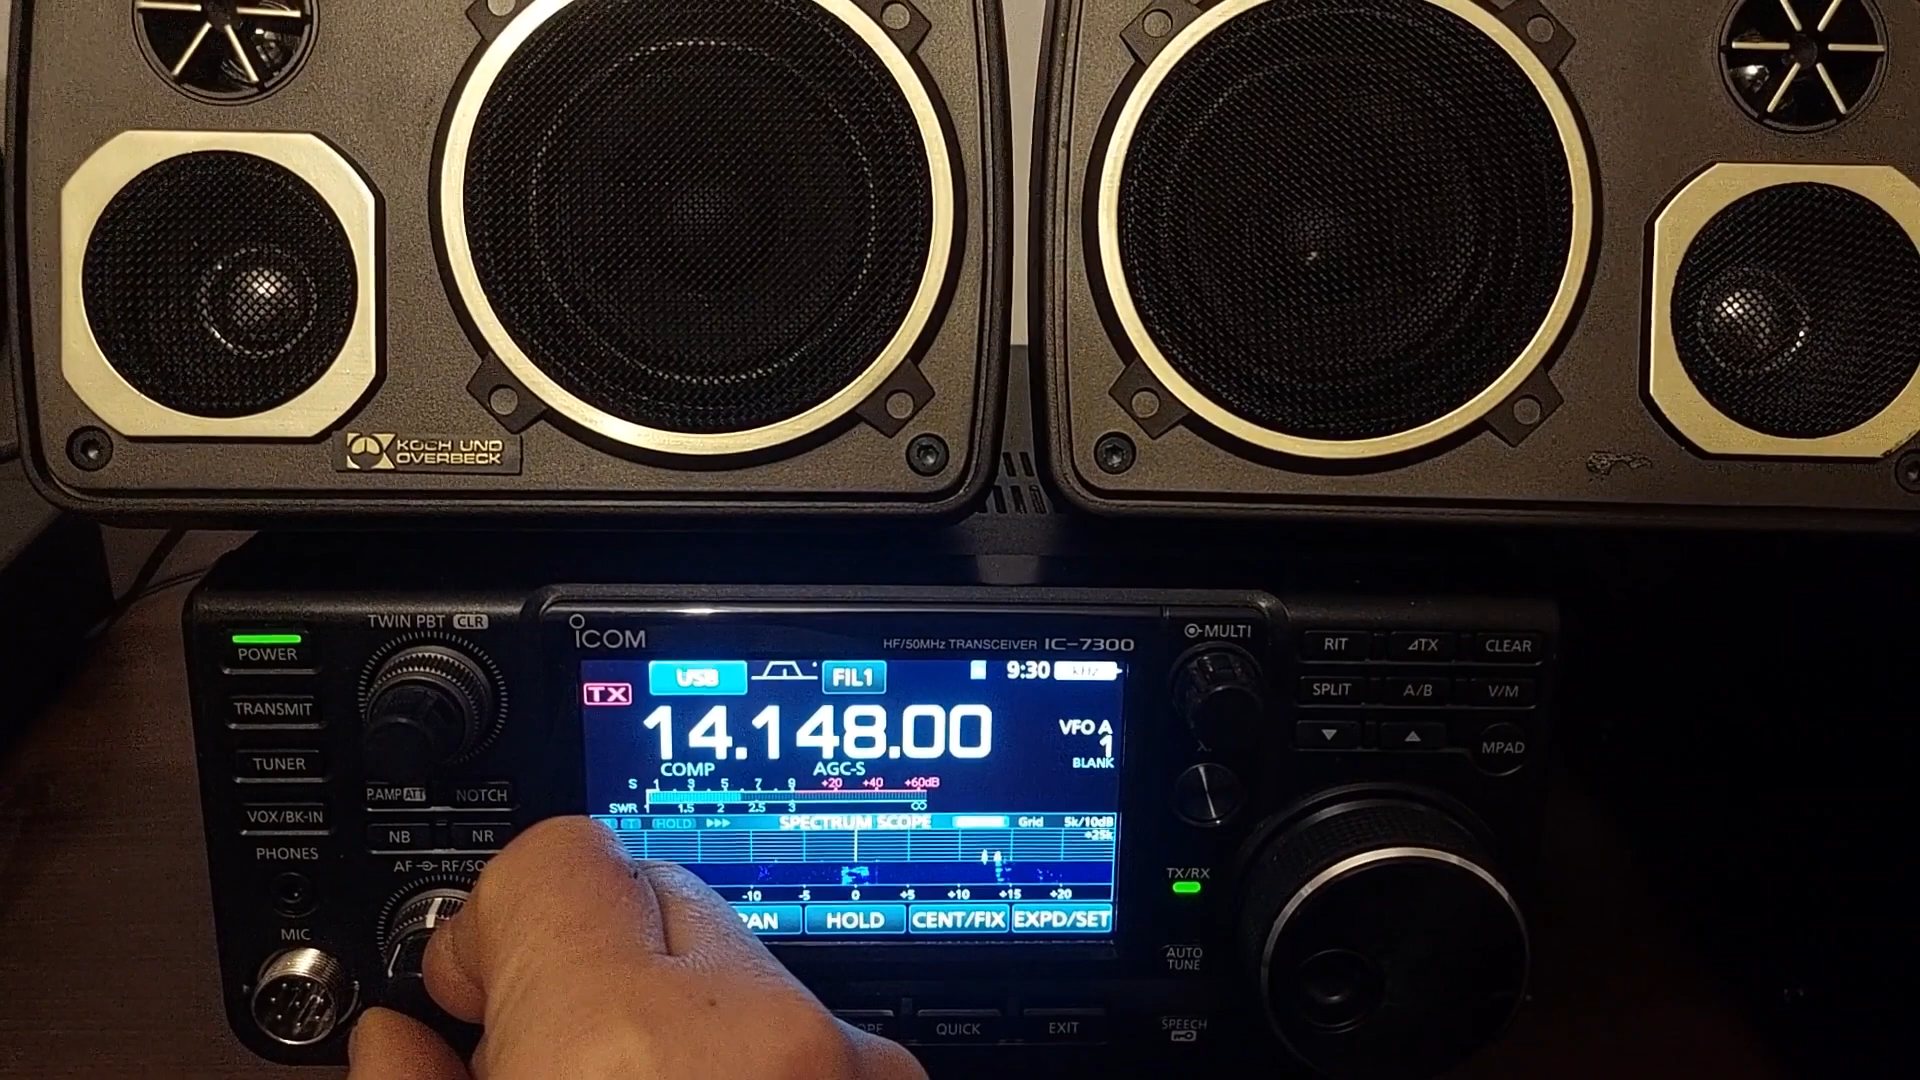 KOCH UND
OVERBECK
TWIN PBT CLR
ICOM
HF/50MHz TRANSCEIVER IC-7300
MULTI
POWER
TRANSMIT
TUNER
VOX/BK-IN
PHONES
MIC
P.AMP ATT NOTCH
NB NR
AF RF/SQ
USB FIL1 9:30
TX
14.148.00
VFO A
1
BLANK
COMP AGC-S
S 1 3 5 7 9 +20 +40 +60dB
SWR 1 1.5 2 2.5 3 ∞
HOLD SPECTRUM SCOPE Grid 5k/10dB
+25k
-10 -5 0 +5 +10 +15 +20
HOLD CENT/FIX EXPD/SET
QUICK EXIT
RIT ΔTX CLEAR
SPLIT A/B V/M
MPAD
TX/RX
AUTO
TUNE
SPEECH